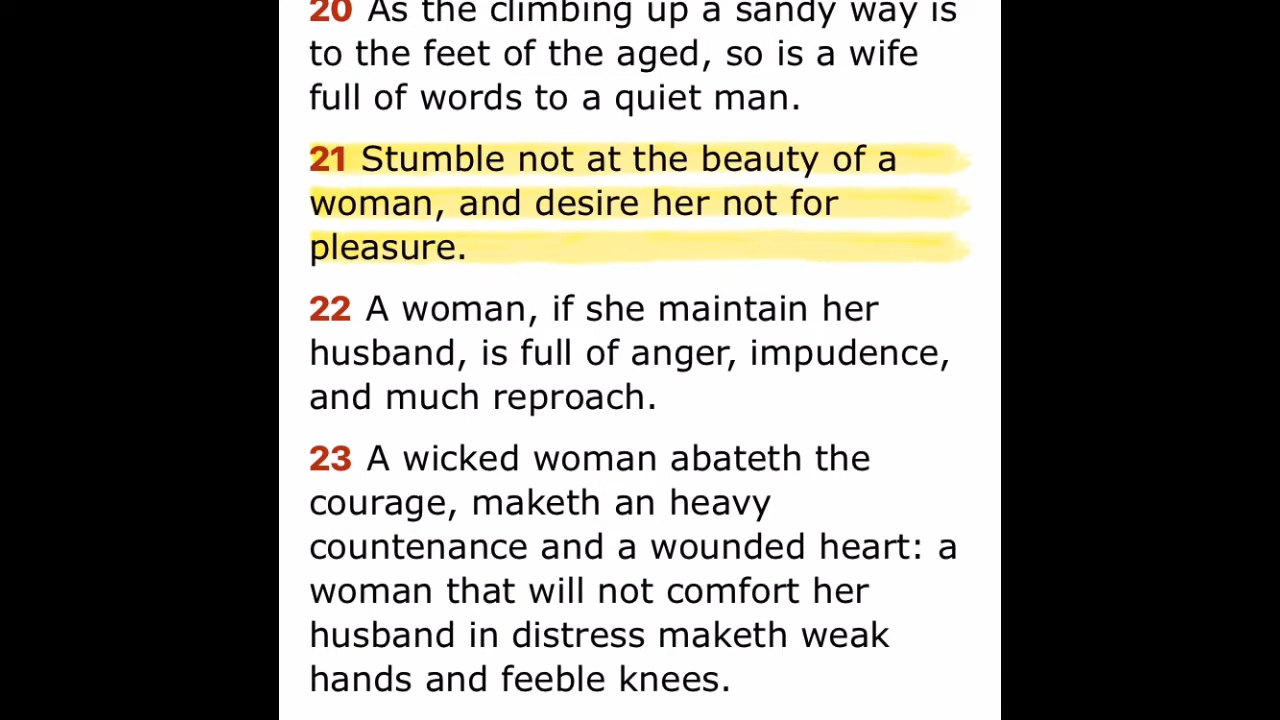 20 As the climbing up a sandy way is
to the feet of the aged, so is a wife
full of words to a quiet man.
21 Stumble not at the beauty of a
woman, and desire her not for
pleasure.
22 A woman, if she maintain her
husband, is full of anger, impudence,
and much reproach.
23 A wicked woman abateth the
courage, maketh an heavy
countenance and a wounded heart: a
woman that will not comfort her
husband in distress maketh weak
hands and feeble knees.